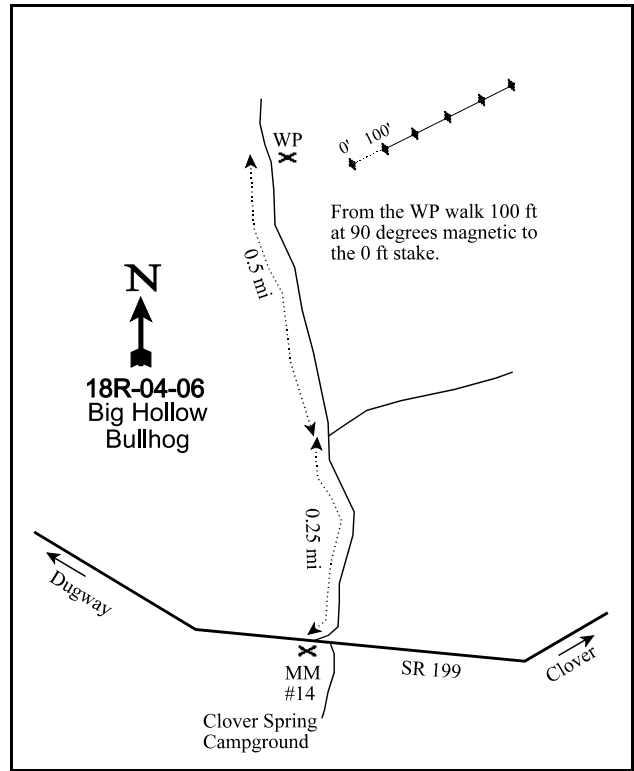 0'
100'
WP
From the WP walk 100 ft
at 90 degrees magnetic to
the 0 ft stake.
0.5 mi
N
18R-04-06
Big Hollow
Bullhog
0.25 mi
Dugway
MM
#14
SR 199
Clover
Clover Spring
Campground